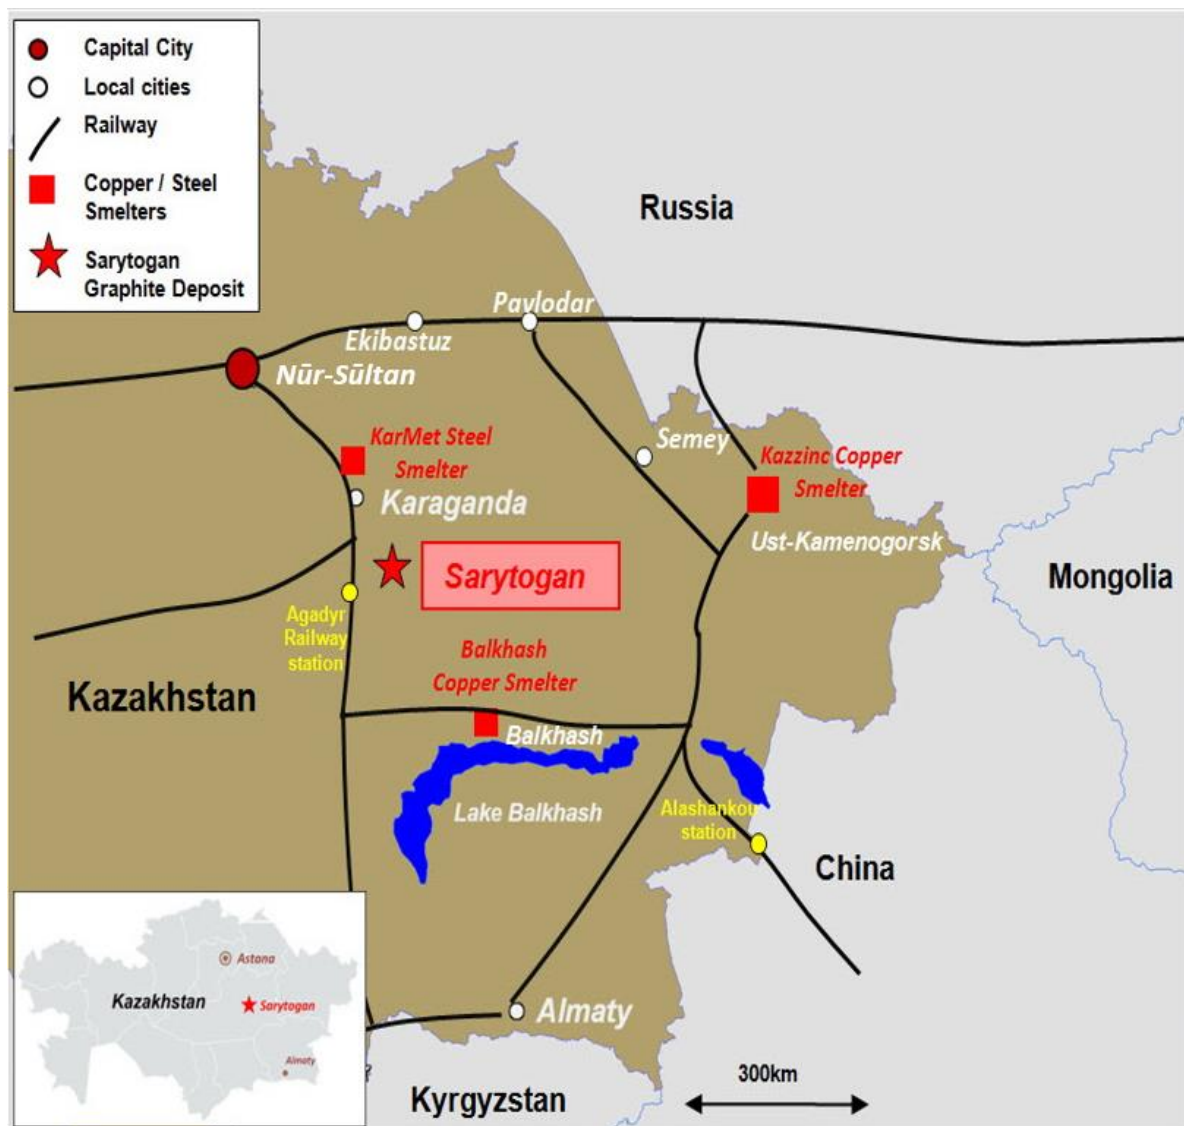 Capital City
Local cities
Railway
Copper / Steel
Smelters
Sarytogan
Graphite Deposit
Russia
Pavlodar
Ekibastuz
Nūr-Sūltan
KarMet Steel
Smelter
Semey
Kazzinc Copper
Smelter
Karaganda
Ust-Kamenogorsk
Sarytogan
Mongolia
Agadyr
Railway
station
Balkhash
Copper Smelter
Kazakhstan
Balkhash
Lake Balkhash
Alashankou
station
China
Astana
Kazakhstan
Sarytogan
Almaty
Almaty
Kyrgyzstan
300km